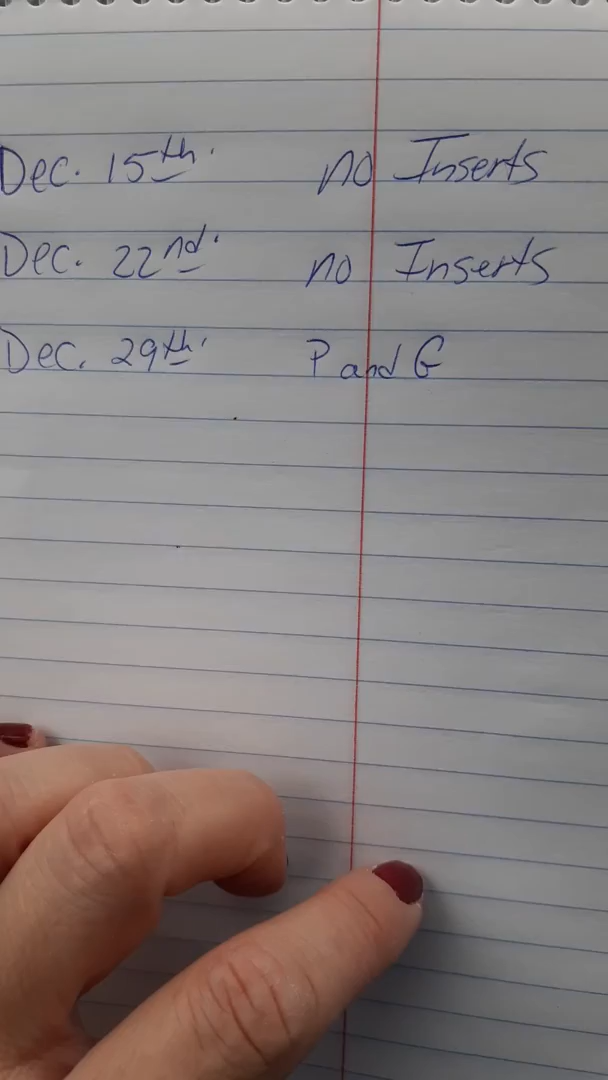 Dec. 15th. no Inserts
Dec. 22nd. no Inserts
Dec. 29th. P and G